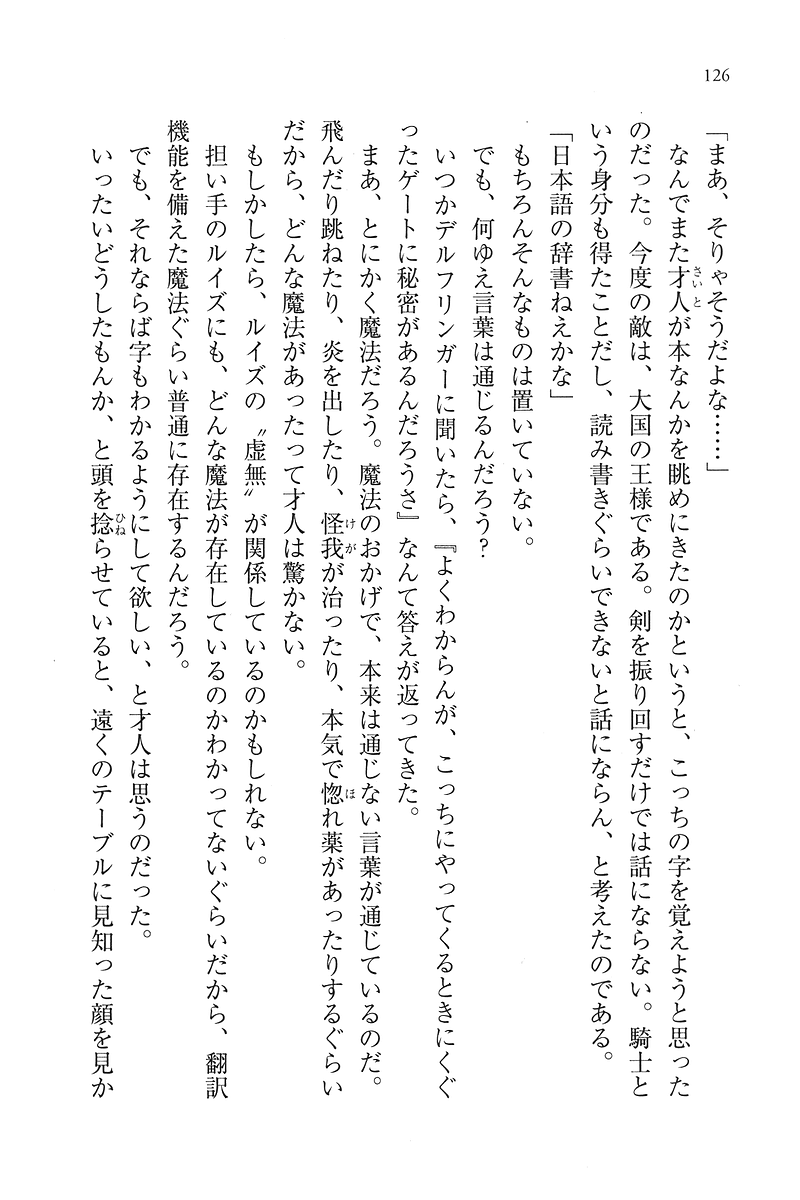 126
「まあ、そりゃそうだよな……」
なんでまた才人が本なんかを眺めにきたのかというと、こっちの字を覚えようと思った
のだった。今度の敵は、大国の王様である。剣を振り回すだけでは話にならない。騎士と
いう身分も得たことだし、読み書きぐらいできないと話にならん、と考えたのである。
「日本語の辞書ねえかな」
もちろんそんなものは置いていない。
でも、何ゆえ言葉は通じるんだろう?
いつかデルフリンガーに聞いたら、『よくわからんが、こっちにやってくるときにくぐ
ったゲートに秘密があるんだろうさ』なんて答えが返ってきた。
まあ、とにかく魔法だろう。魔法のおかげで、本来は通じない言葉が通じているのだ。
飛んだり跳ねたり、炎を出したり、怪我が治ったり、本気で惚れ薬があったりするぐらい
だから、どんな魔法があったって才人は驚かない。
もしかしたら、ルイズの〝虚無〟が関係しているのかもしれない。
担い手のルイズにも、どんな魔法が存在しているのかわかってないぐらいだから、翻訳
機能を備えた魔法ぐらい普通に存在するんだろう。
でも、それならば字もわかるようにして欲しい、と才人は思うのだった。
いったいどうしたもんか、と頭を捻らせていると、遠くのテーブルに見知った顔を見か